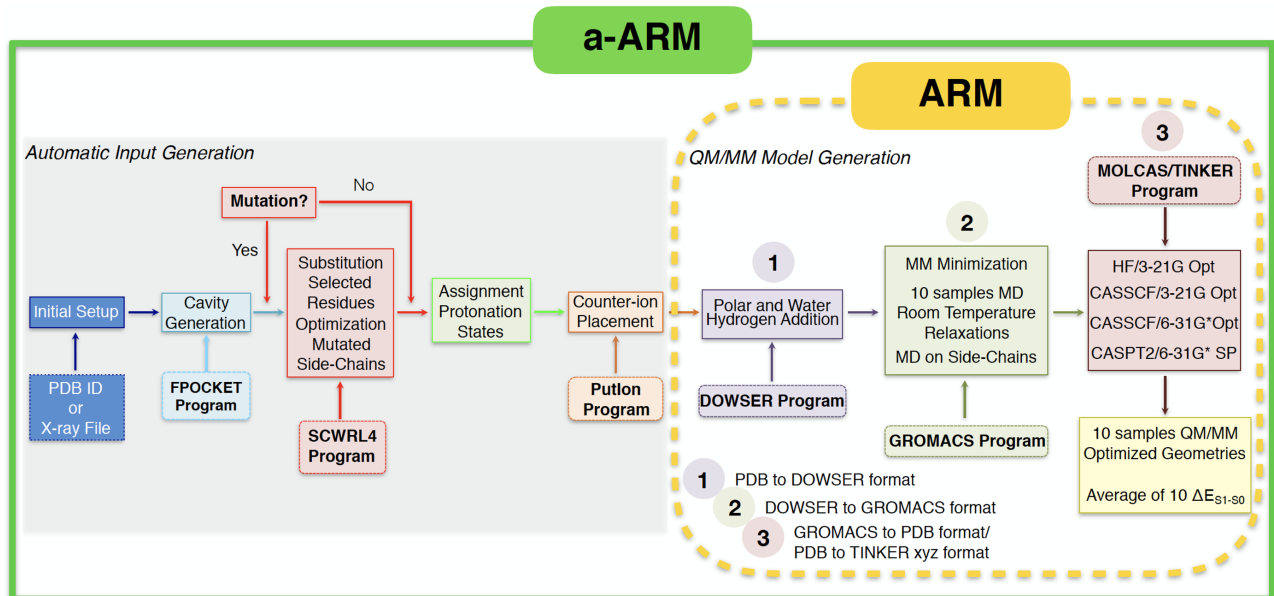 a-ARM
ARM
Automatic Input Generation
Mutation?
No
Yes
Initial Setup
PDB ID
or
X-ray File
Cavity
Generation
FPOCKET
Program
Substitution
Selected
Residues
Optimization
Mutated
Side-Chains
SCWRL4
Program
Assignment
Protonation
States
Counter-ion
Placement
PutIon
Program
QM/MM Model Generation
1
Polar and Water
Hydrogen Addition
DOWSER Program
2
MM Minimization
10 samples MD
Room Temperature
Relaxations
MD on Side-Chains
GROMACS Program
3
MOLCAS/TINKER
Program
HF/3-21G Opt
CASSCF/3-21G Opt
CASSCF/6-31G*Opt
CASPT2/6-31G* SP
10 samples QM/MM
Optimized Geometries
Average of 10 ΔES1-S0
1 PDB to DOWSER format
2 DOWSER to GROMACS format
3 GROMACS to PDB format/
PDB to TINKER xyz format